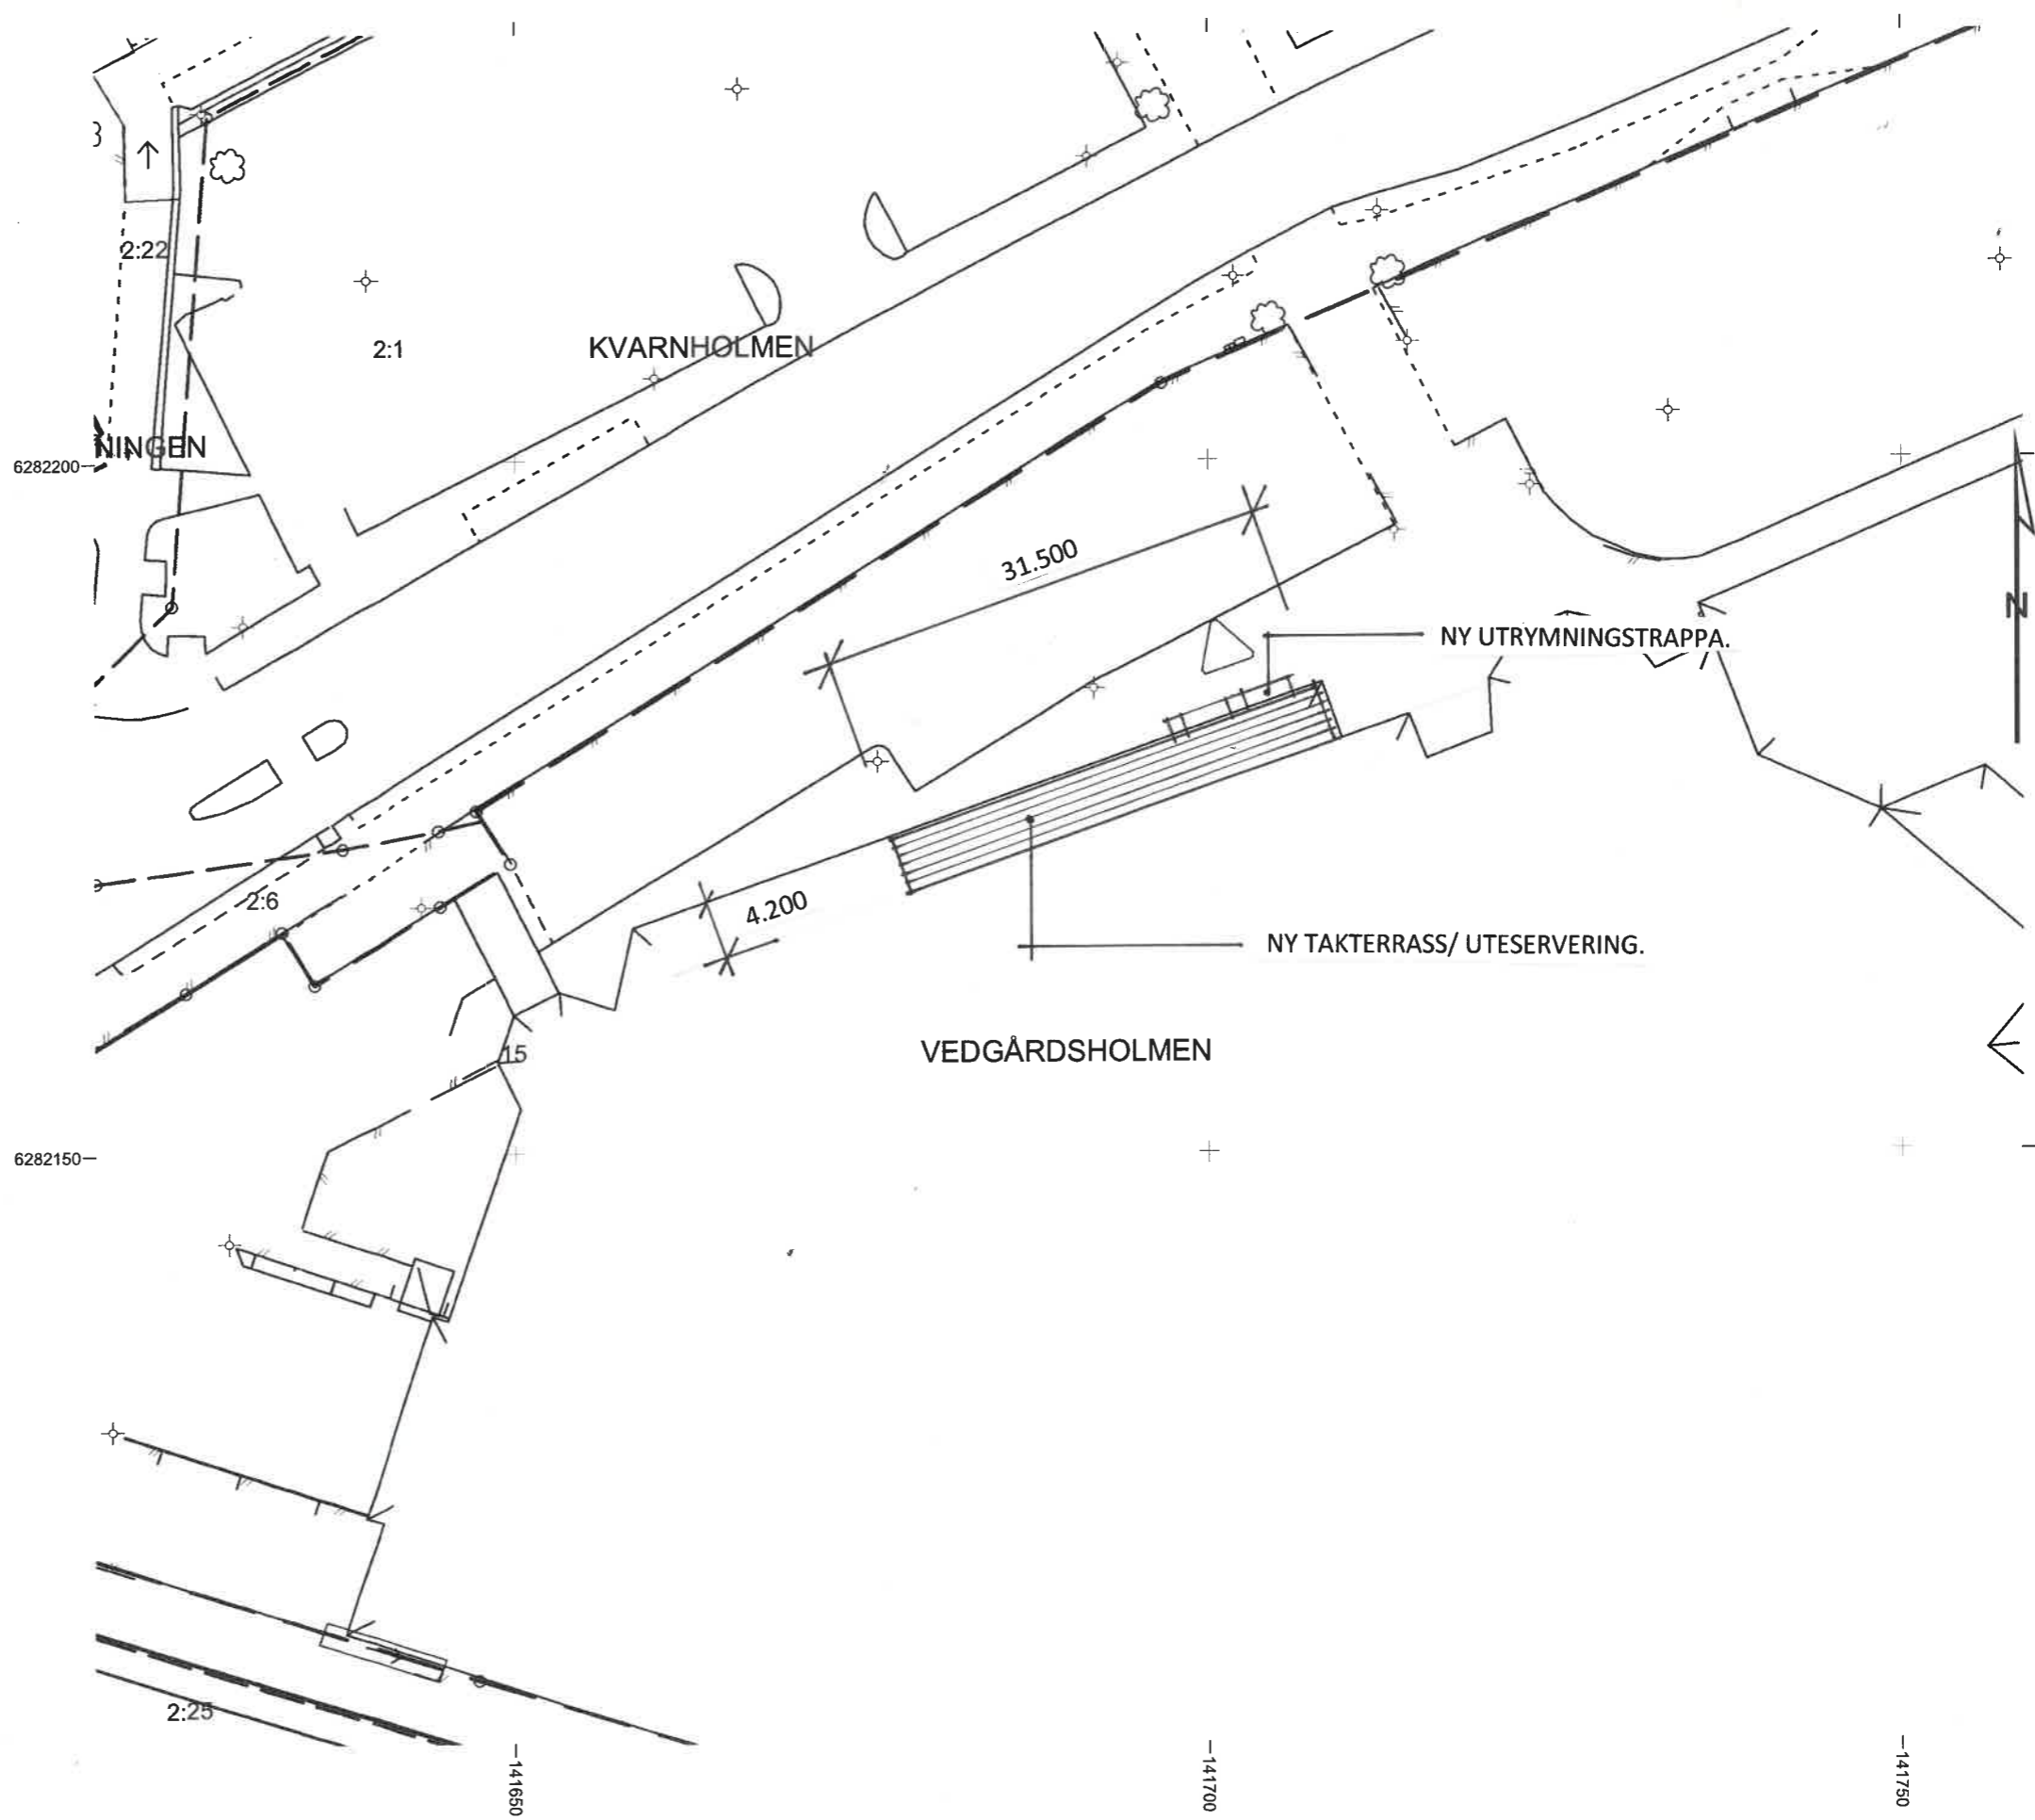 2:22
2:1
KVARNHOLMEN
NINGEN
6282200
31.500
N
NY UTRYMNINGSTRAPPA.
2:6
4.200
NY TAKTERRASS/ UTESERVERING.
VEDGÅRDSHOLMEN
15
6282150
2:25
141650
141700
141750